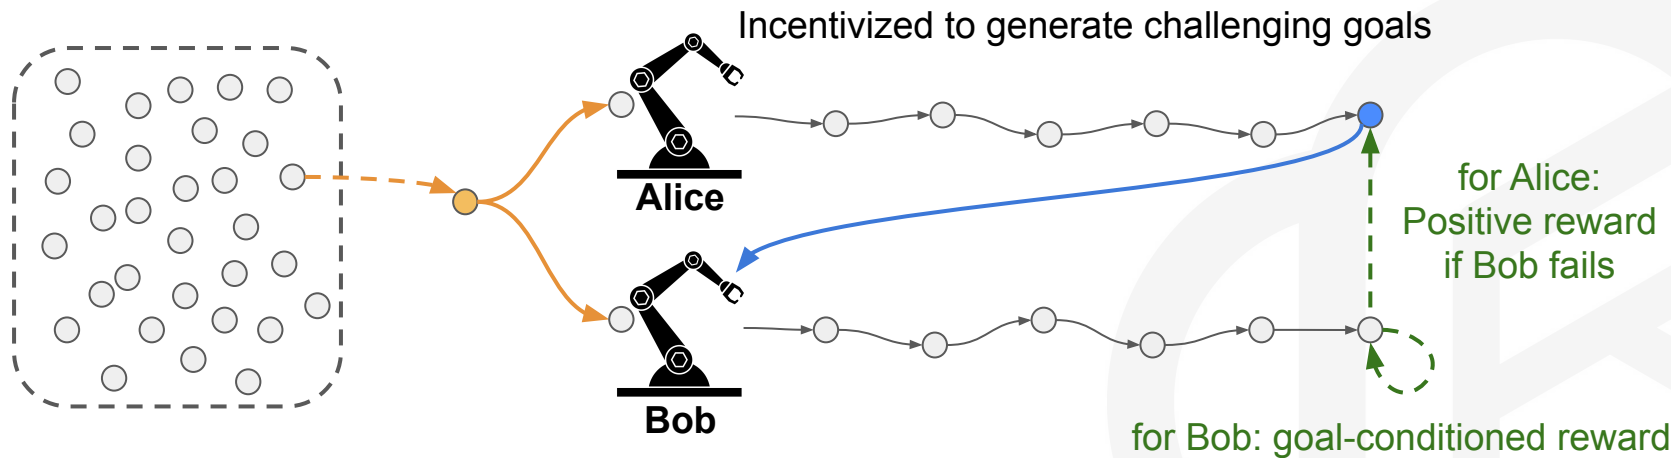 Incentivized to generate challenging goals
Alice
for Alice:
Positive reward
if Bob fails
Bob
for Bob: goal-conditioned reward